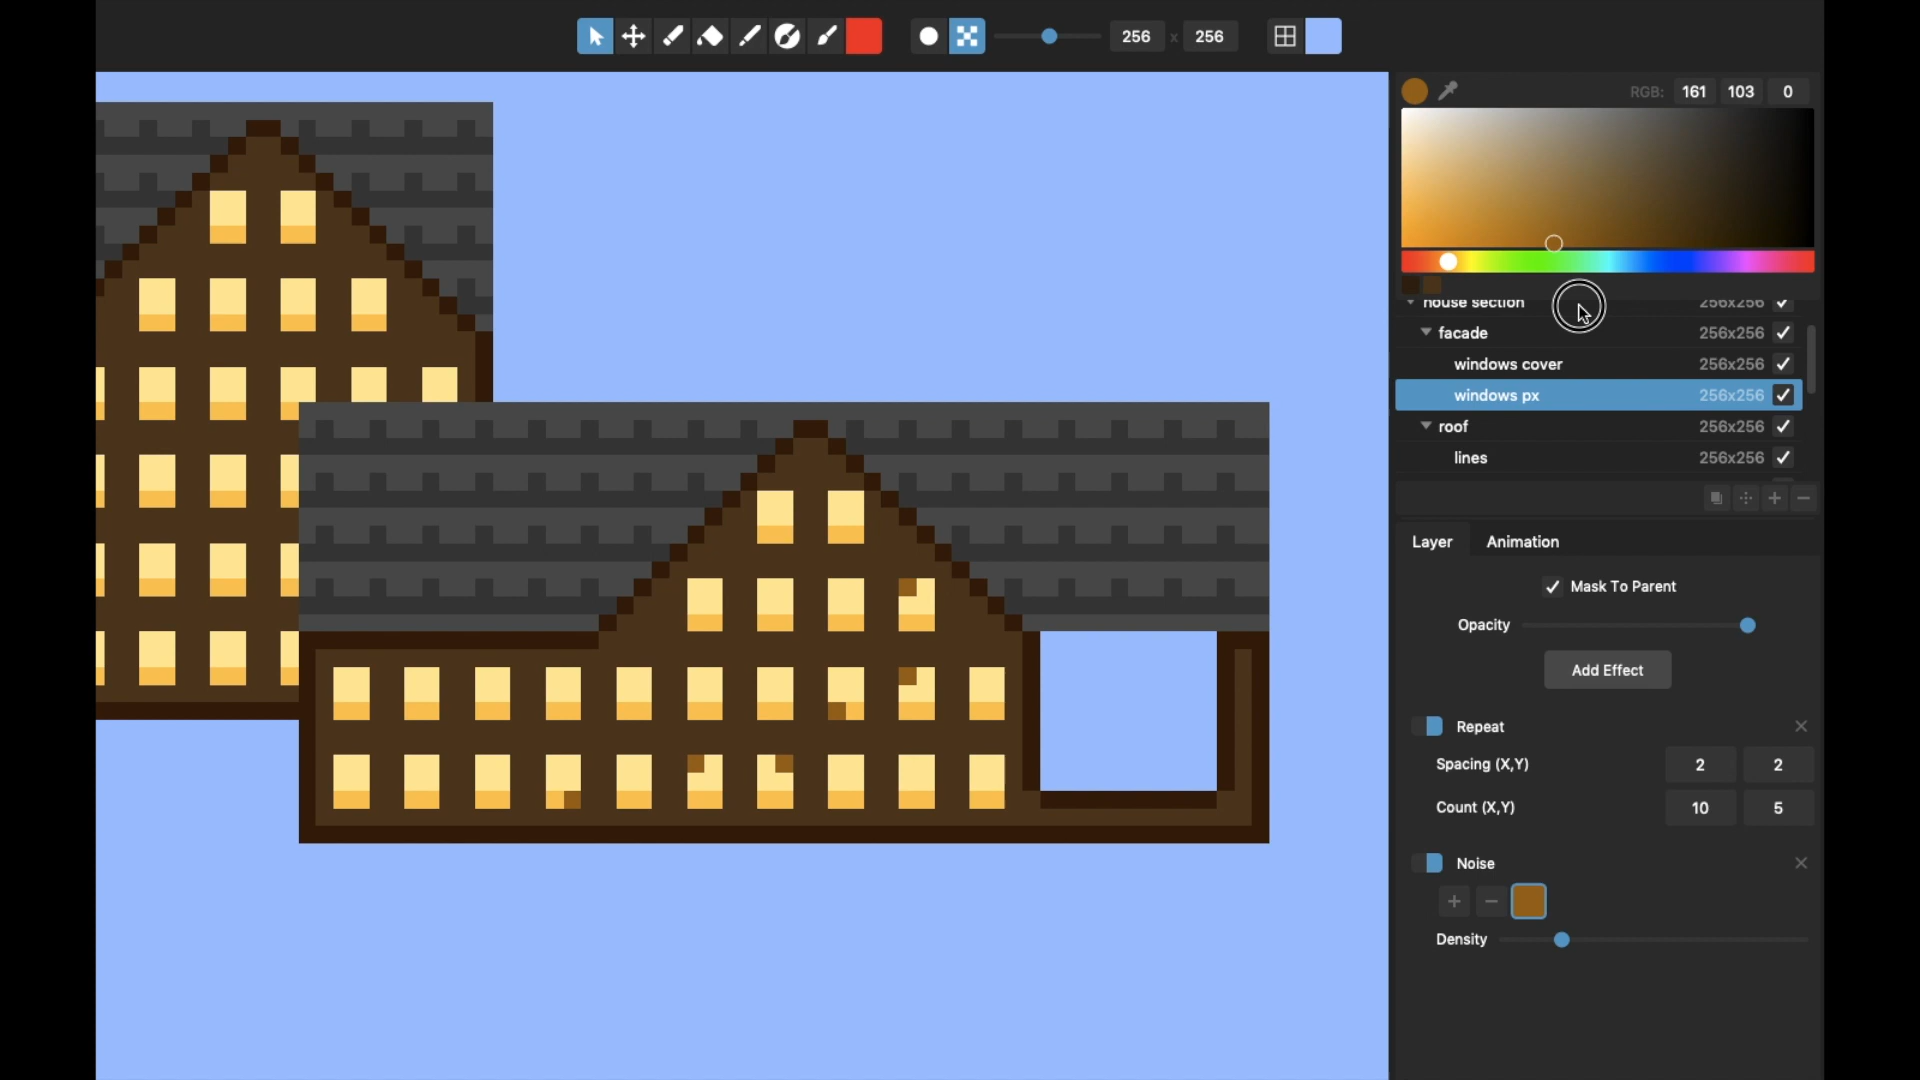 256 x 256
RGB: 161 103 0
house section 256x256
facade 256x256
windows cover 256x256
windows px 256x256
roof 256x256
lines 256x256
Layer Animation
Mask To Parent
Opacity
Add Effect
Repeat
Spacing (X,Y) 2 2
Count (X,Y) 10 5
Noise
Density